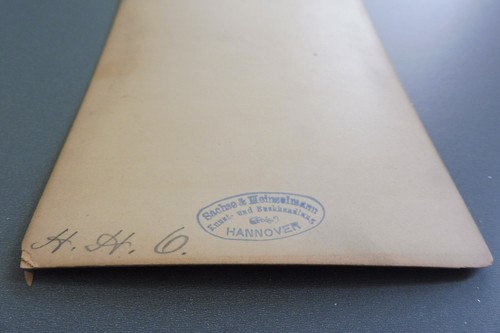 Sachse & Heinzelmann
Kunst- und Buchhandlung
HANNOVER
H. H. 6.